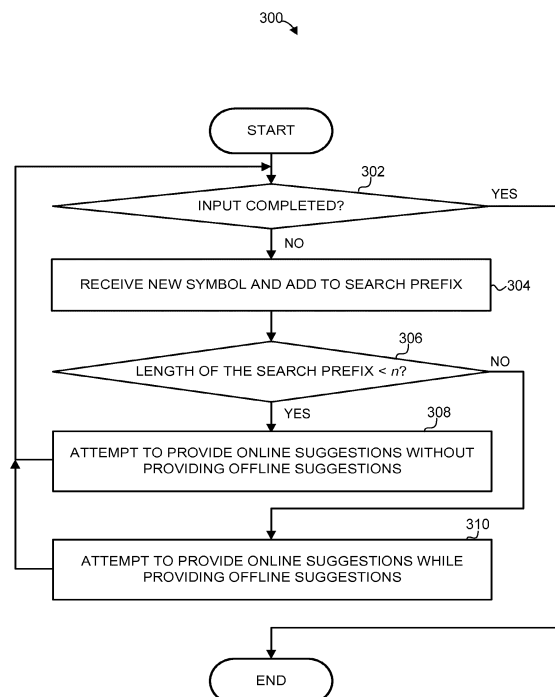 300
START
302
INPUT COMPLETED?
YES
NO
RECEIVE NEW SYMBOL AND ADD TO SEARCH PREFIX
304
306
LENGTH OF THE SEARCH PREFIX < n?
NO
YES
308
ATTEMPT TO PROVIDE ONLINE SUGGESTIONS WITHOUT
PROVIDING OFFLINE SUGGESTIONS
310
ATTEMPT TO PROVIDE ONLINE SUGGESTIONS WHILE
PROVIDING OFFLINE SUGGESTIONS
END